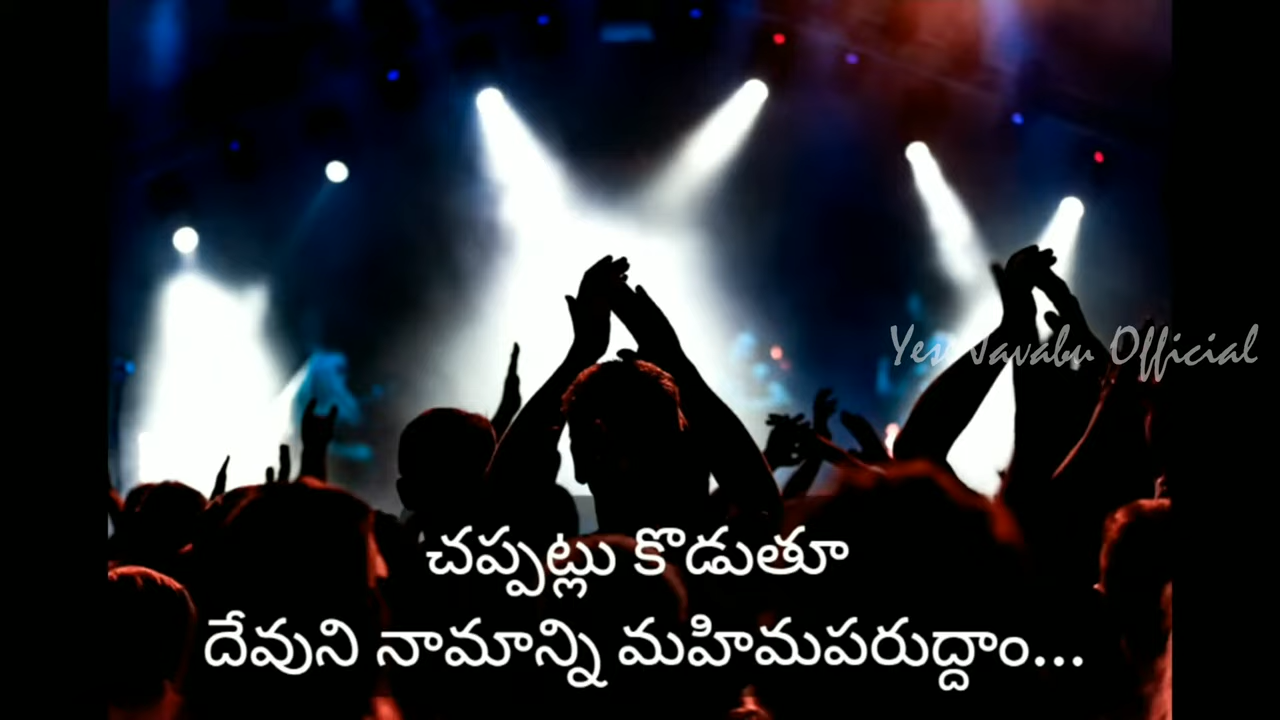 Yesu Javabu Official
చప్పట్లు కొడుతూ
దేవుని నామాన్ని మహిమపరుద్దాం...